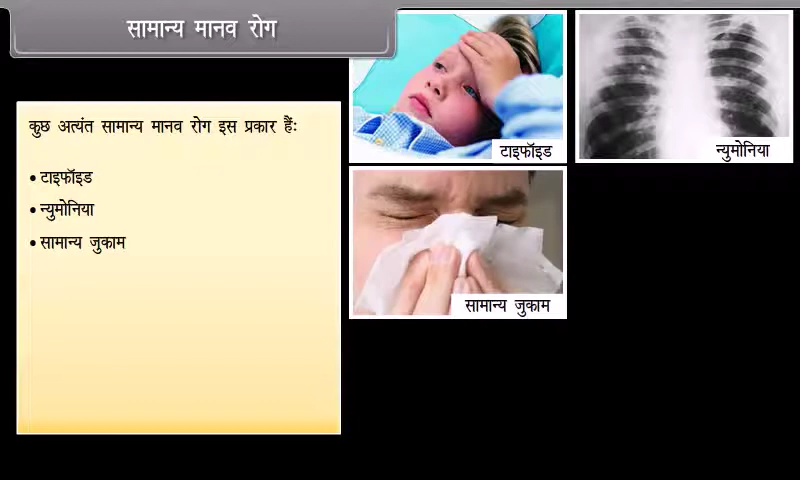 सामान्य मानव रोग
कुछ अत्यंत सामान्य मानव रोग इस प्रकार हैं:
• टाइफॉइड
• न्युमोनिया
• सामान्य जुकाम
टाइफॉइड
न्युमोनिया
सामान्य जुकाम